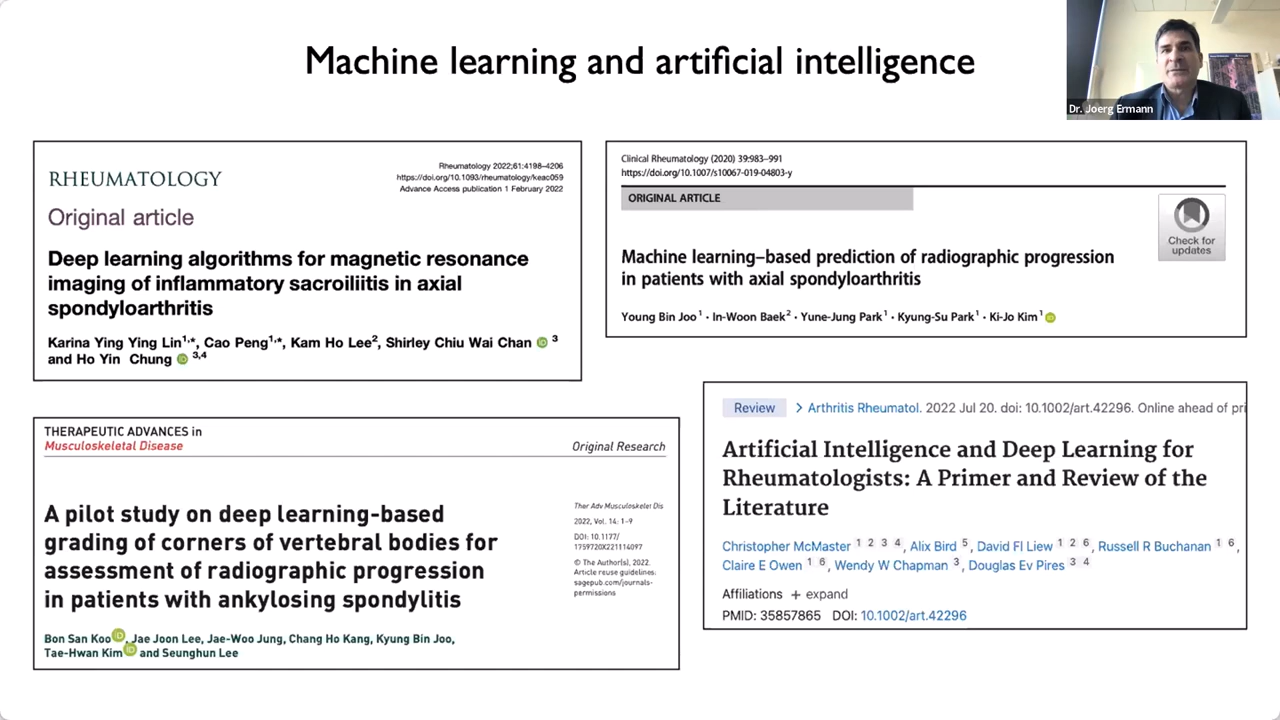 Machine learning and artificial intelligence
Dr. Joerg Ermann
RHEUMATOLOGY
Rheumatology 2022;61:4198–4206
https://doi.org/10.1093/rheumatology/keac059
Advance Access publication 1 February 2022
Original article
Deep learning algorithms for magnetic resonance
imaging of inflammatory sacroiliitis in axial
spondyloarthritis
Karina Ying Ying Lin1,*, Cao Peng1,*, Kam Ho Lee2, Shirley Chiu Wai Chan iD 3
and Ho Yin Chung iD 3,4
Clinical Rheumatology (2020) 39:983–991
https://doi.org/10.1007/s10067-019-04803-y
ORIGINAL ARTICLE
Check for
updates
Machine learning–based prediction of radiographic progression
in patients with axial spondyloarthritis
Young Bin Joo1 · In-Woon Baek2 · Yune-Jung Park1 · Kyung-Su Park1 · Ki-Jo Kim1 iD
THERAPEUTIC ADVANCES in
Musculoskeletal Disease
Original Research
A pilot study on deep learning-based
grading of corners of vertebral bodies for
assessment of radiographic progression
in patients with ankylosing spondylitis
Ther Adv Musculoskelet Dis
2022, Vol. 14: 1–9
DOI: 10.1177/
1759720X221114097
© The Author(s), 2022.
Article reuse guidelines:
sagepub.com/journals-
permissions
Bon San Koo iD, Jae Joon Lee, Jae-Woo Jung, Chang Ho Kang, Kyung Bin Joo,
Tae-Hwan Kim iD and Seunghun Lee
Review > Arthritis Rheumatol. 2022 Jul 20. doi: 10.1002/art.42296. Online ahead of pri
Artificial Intelligence and Deep Learning for
Rheumatologists: A Primer and Review of the
Literature
Christopher McMaster 1 2 3 4, Alix Bird 5, David Fl Liew 1 2 6, Russell R Buchanan 1 6,
Claire E Owen 1 6, Wendy W Chapman 3, Douglas Ev Pires 3 4
Affiliations + expand
PMID: 35857865 DOI: 10.1002/art.42296